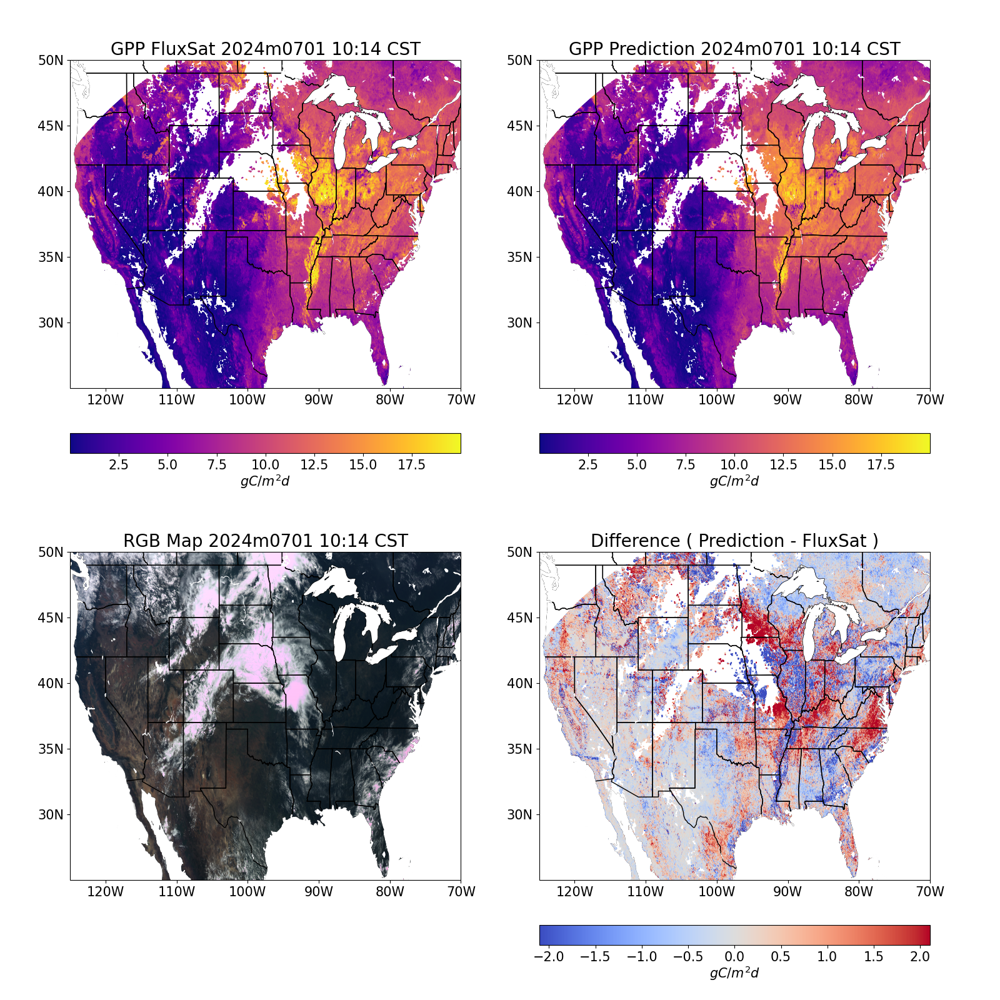 GPP FluxSat 2024m0701 10:14 CST
50N
45N
40N
35N
30N
120W 110W 100W 90W 80W 70W
2.5 5.0 7.5 10.0 12.5 15.0 17.5
gC/m²d
GPP Prediction 2024m0701 10:14 CST
50N
45N
40N
35N
30N
120W 110W 100W 90W 80W 70W
2.5 5.0 7.5 10.0 12.5 15.0 17.5
gC/m²d
RGB Map 2024m0701 10:14 CST
50N
45N
40N
35N
30N
120W 110W 100W 90W 80W 70W
Difference ( Prediction - FluxSat )
50N
45N
40N
35N
30N
120W 110W 100W 90W 80W 70W
−2.0 −1.5 −1.0 −0.5 0.0 0.5 1.0 1.5 2.0
gC/m²d